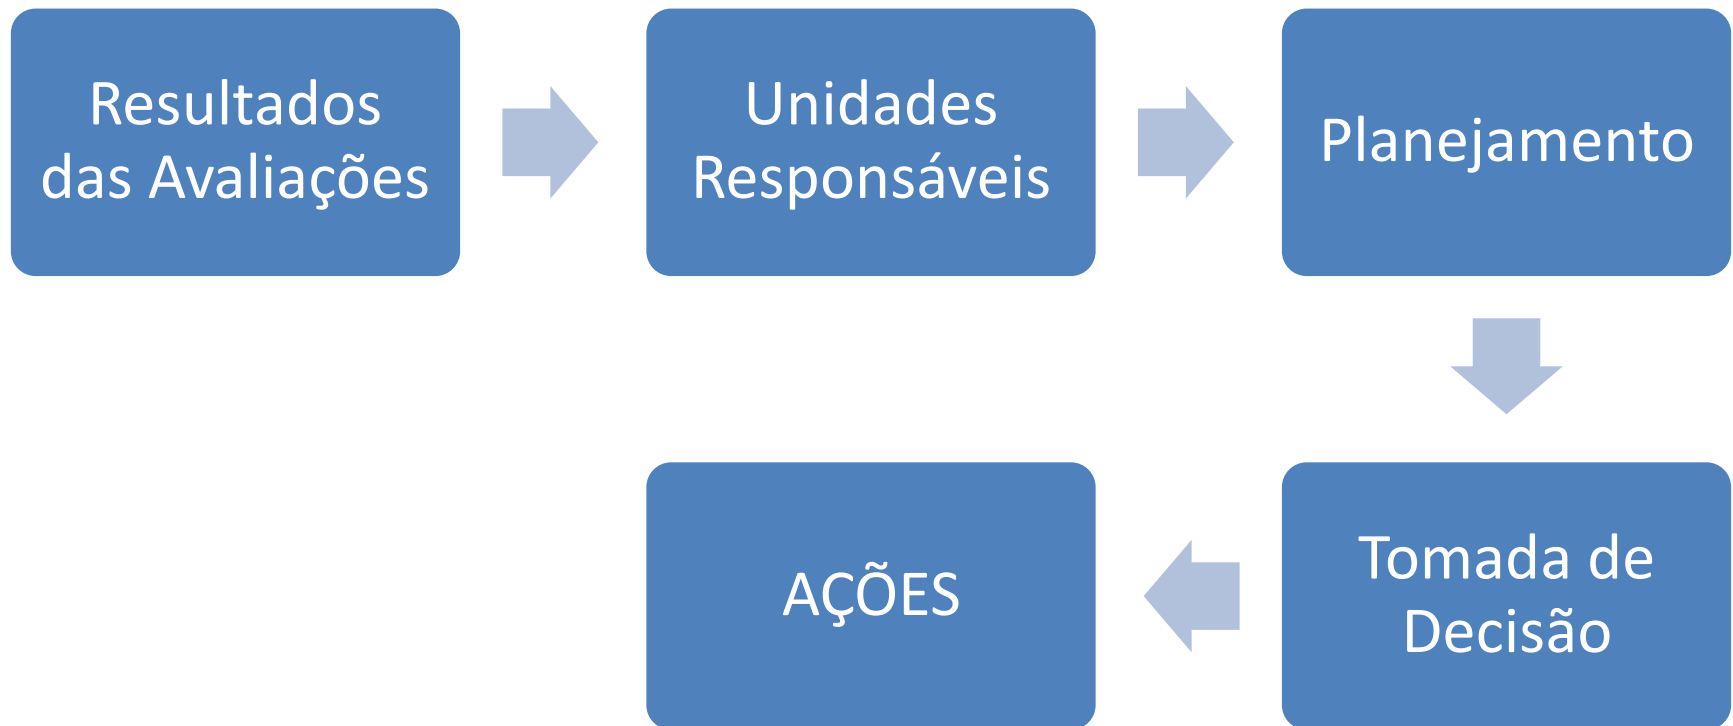 Resultados
das Avaliações
Unidades
Responsáveis
Planejamento
Tomada de
Decisão
AÇÕES